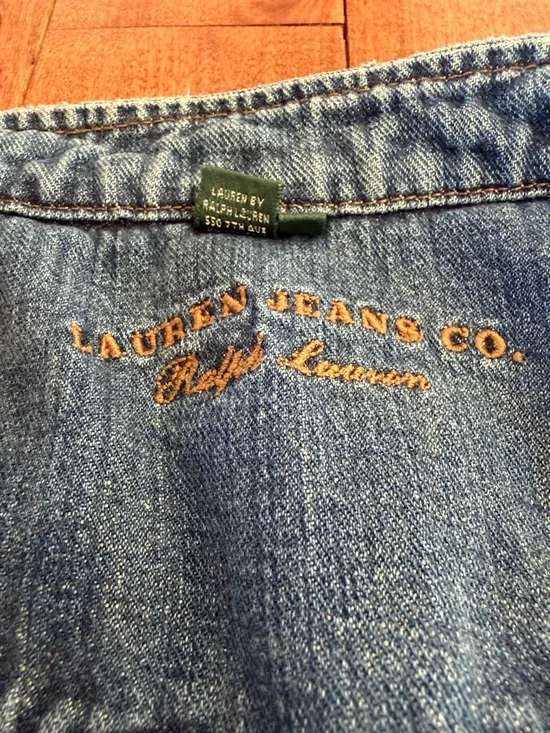 LAUREN BY
RALPH LAUREN
550 7TH AVE
LAUREN JEANS CO.
Ralph Lauren